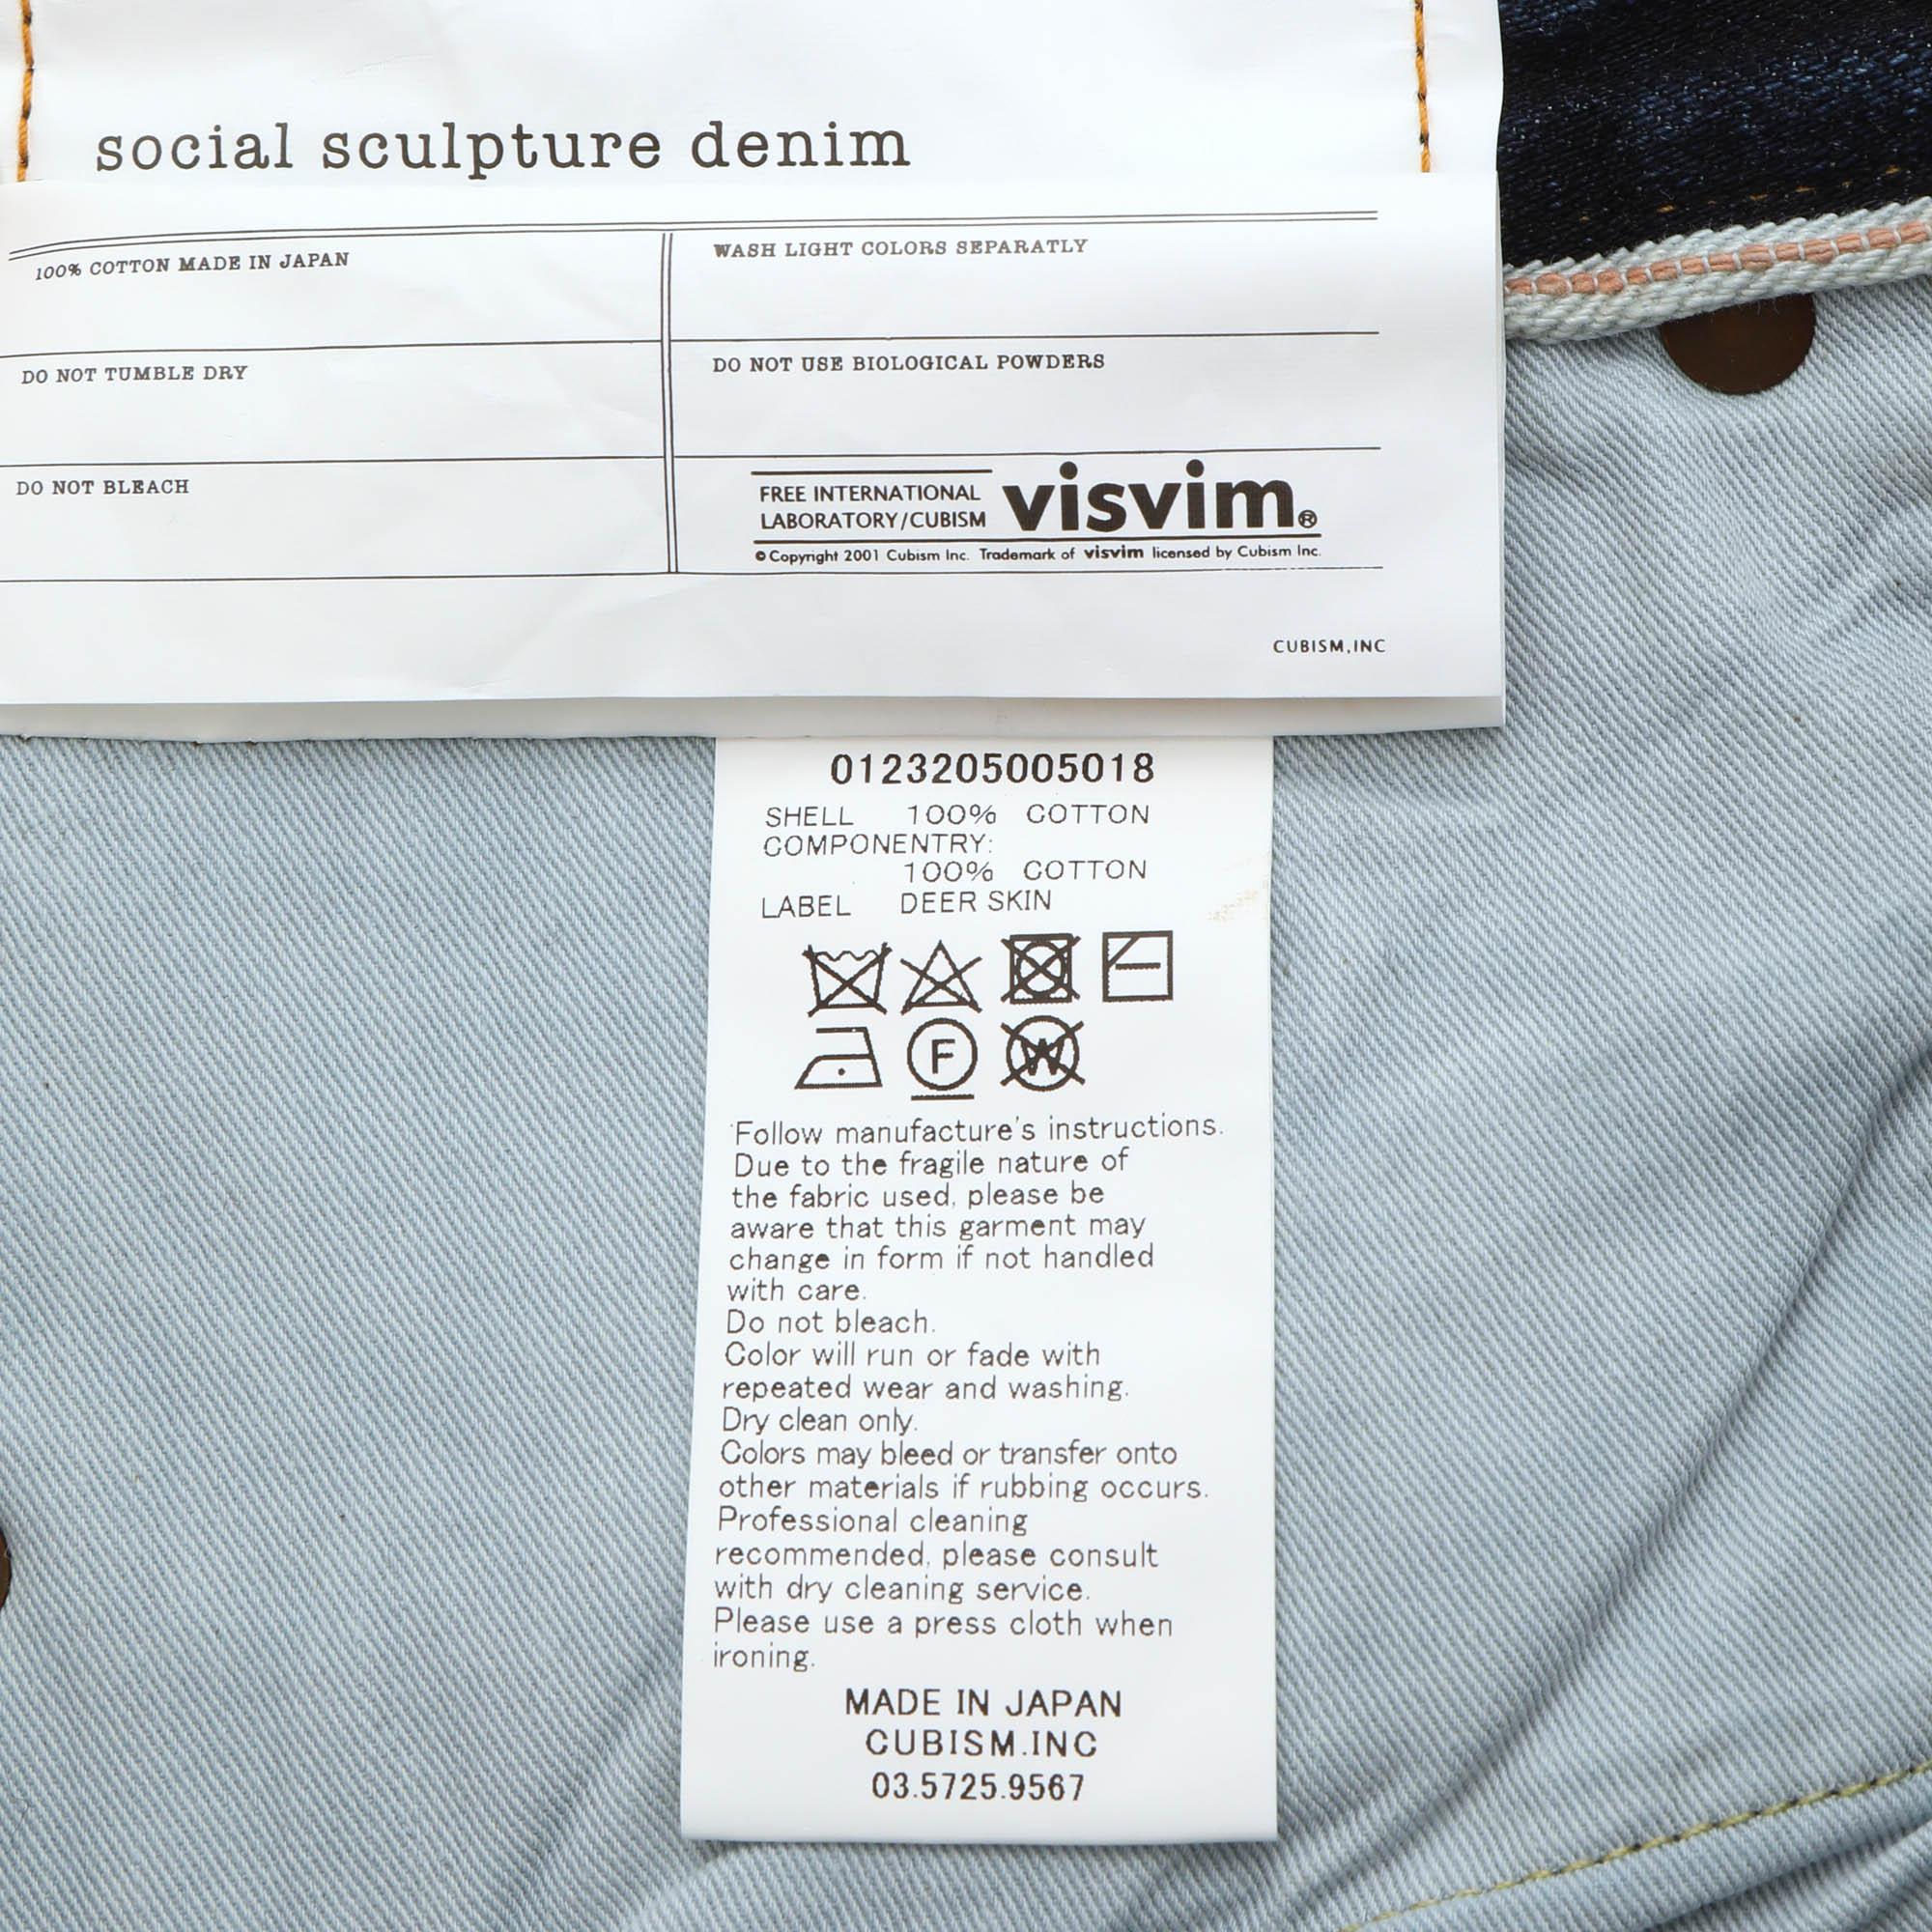 social sculpture denim
100% COTTON MADE IN JAPAN
WASH LIGHT COLORS SEPARATLY
DO NOT TUMBLE DRY
DO NOT USE BIOLOGICAL POWDERS
DO NOT BLEACH
FREE INTERNATIONAL
LABORATORY/CUBISM
visvim®
© Copyright 2001 Cubism Inc. Trademark of visvim licensed by Cubism Inc.
CUBISM,INC
0123205005018
SHELL 100% COTTON
COMPONENTRY:
100% COTTON
LABEL DEER SKIN
F W
Follow manufacture's instructions.
Due to the fragile nature of
the fabric used, please be
aware that this garment may
change in form if not handled
with care.
Do not bleach.
Color will run or fade with
repeated wear and washing.
Dry clean only.
Colors may bleed or transfer onto
other materials if rubbing occurs.
Professional cleaning
recommended, please consult
with dry cleaning service.
Please use a press cloth when
ironing.
MADE IN JAPAN
CUBISM.INC
03.5725.9567